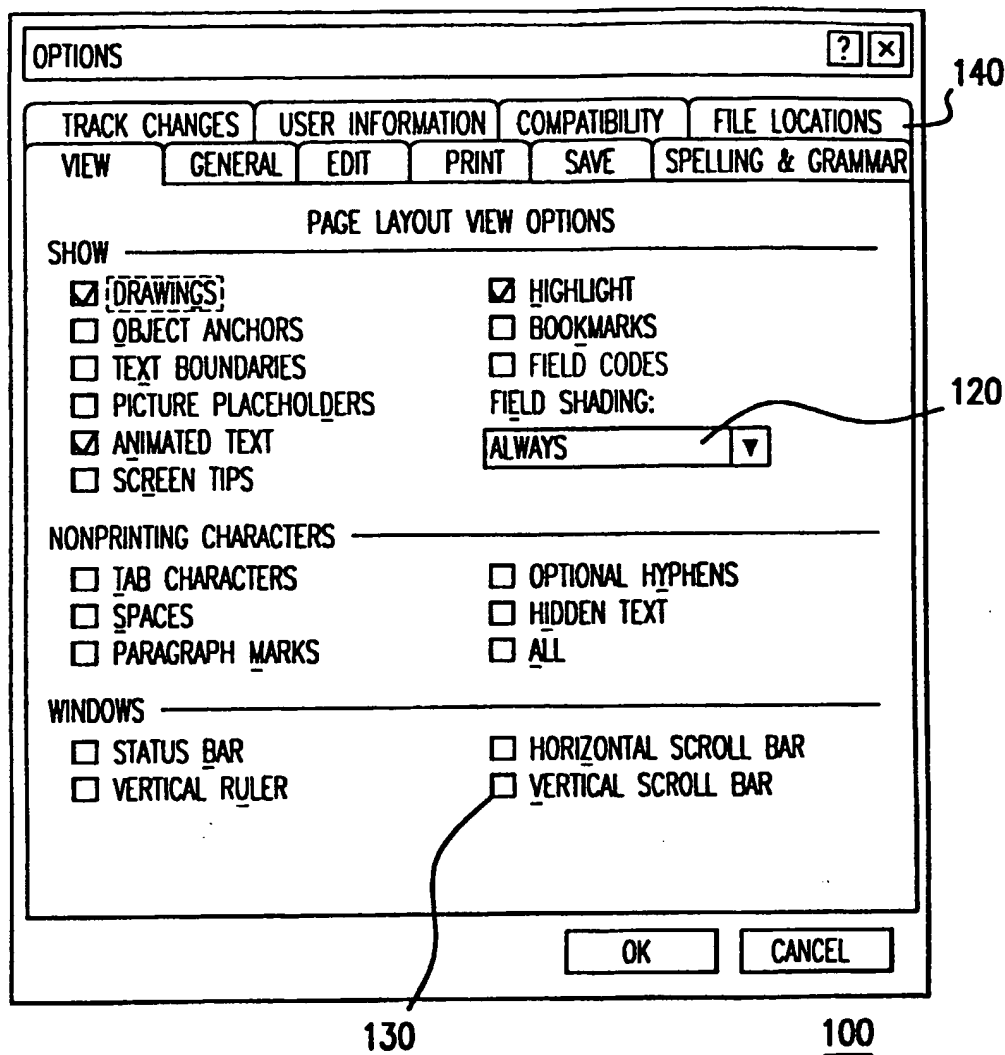 OPTIONS ? X
140
TRACK CHANGES USER INFORMATION COMPATIBILITY FILE LOCATIONS
VIEW GENERAL EDIT PRINT SAVE SPELLING & GRAMMAR
PAGE LAYOUT VIEW OPTIONS
SHOW
DRAWINGS HIGHLIGHT
OBJECT ANCHORS BOOKMARKS
TEXT BOUNDARIES FIELD CODES
PICTURE PLACEHOLDERS FIELD SHADING:
120
ANIMATED TEXT ALWAYS
SCREEN TIPS
NONPRINTING CHARACTERS
TAB CHARACTERS OPTIONAL HYPHENS
SPACES HIDDEN TEXT
PARAGRAPH MARKS ALL
WINDOWS
STATUS BAR HORIZONTAL SCROLL BAR
VERTICAL RULER VERTICAL SCROLL BAR
OK CANCEL
130 100